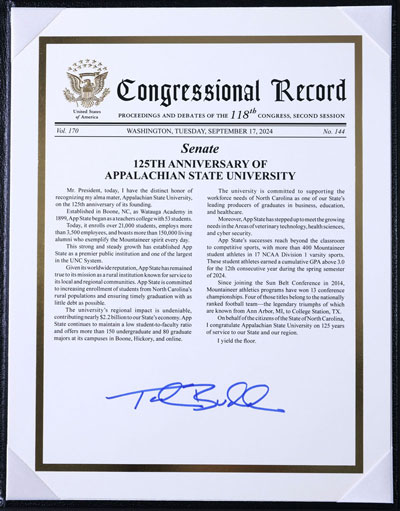 Congressional Record
United States
of America
PROCEEDINGS AND DEBATES OF THE 118th CONGRESS, SECOND SESSION
Vol. 170 WASHINGTON, TUESDAY, SEPTEMBER 17, 2024 No. 144
Senate
125TH ANNIVERSARY OF
APPALACHIAN STATE UNIVERSITY
Mr. President, today, I have the distinct honor of
recognizing my alma mater, Appalachian State University,
on the 125th anniversary of its founding.
Established in Boone, NC, as Watauga Academy in
1899, App State began as a teachers college with 53 students.
Today, it enrolls over 21,000 students, employs more
than 3,500 employees, and boasts more than 150,000 living
alumni who exemplify the Mountaineer spirit every day.
This strong and steady growth has established App
State as a premier public institution and one of the largest
in the UNC System.
Given its worldwide reputation, App State has remained
true to its mission as a rural institution known for service to
its local and regional communities. App State is committed
to increasing enrollment of students from North Carolina's
rural populations and ensuring timely graduation with as
little debt as possible.
The university's regional impact is undeniable,
contributing nearly $2.2 billion to our State's economy. App
State continues to maintain a low student-to-faculty ratio
and offers more than 150 undergraduate and 80 graduate
majors at its campuses in Boone, Hickory, and online.
The university is committed to supporting the
workforce needs of North Carolina as one of our State's
leading producers of graduates in business, education,
and healthcare.
Moreover, App State has stepped up to meet the growing
needs in the Areas of veterinary technology, health sciences,
and cyber security.
App State's successes reach beyond the classroom
to competitive sports, with more than 400 Mountaineer
student athletes in 17 NCAA Division 1 varsity sports.
These student athletes earned a cumulative GPA above 3.0
for the 12th consecutive year during the spring semester
of 2024.
Since joining the Sun Belt Conference in 2014,
Mountaineer athletics programs have won 13 conference
championships. Four of those titles belong to the nationally
ranked football team—the legendary triumphs of which
are known from Ann Arbor, MI, to College Station, TX.
On behalf of the citizens of the State of North Carolina,
I congratulate Appalachian State University on 125 years
of service to our State and our region.
I yield the floor.